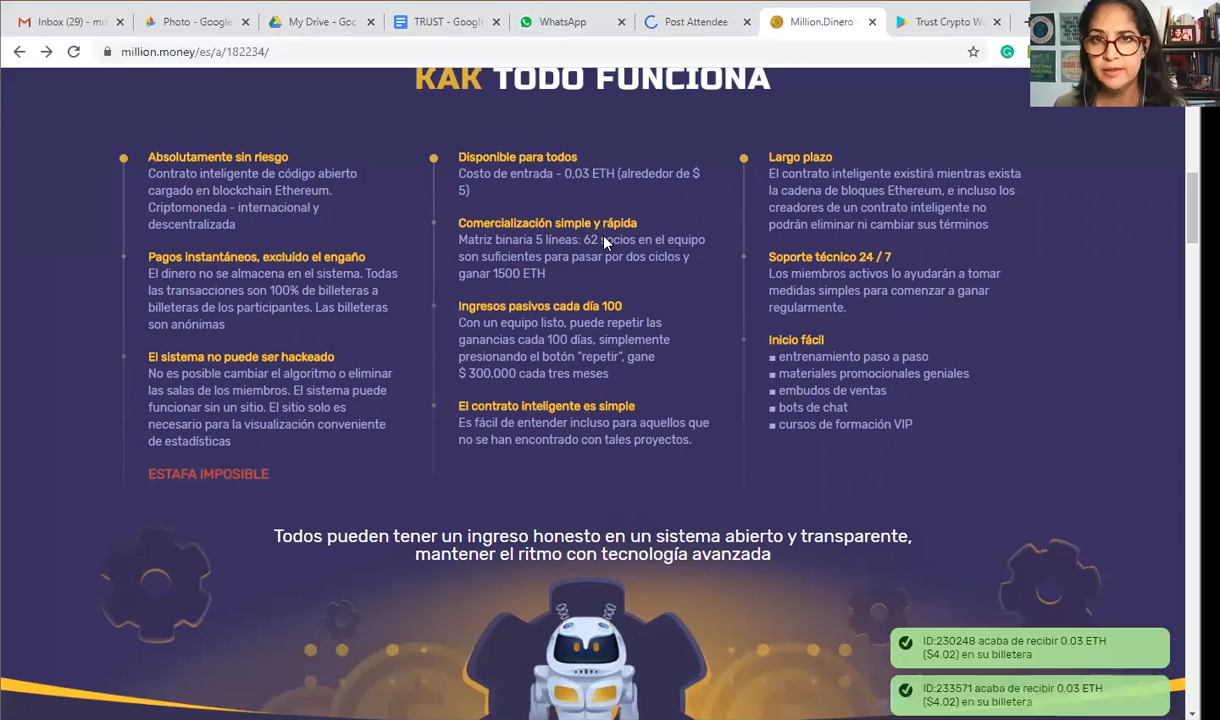 Inbox (29) - m
Photo - Google
My Drive - Goo
TRUST - Googl
WhatsApp
Post Attendee -
Million.Dinero
Trust Crypto W
million.money/es/a/182234/
KAK TODO FUNCIONA
Absolutamente sin riesgo
Contrato inteligente de código abierto
cargado en blockchain Ethereum.
Criptomoneda - internacional y
descentralizada
Pagos instantáneos, excluido el engaño
El dinero no se almacena en el sistema. Todas
las transacciones son 100% de billeteras a
billeteras de los participantes. Las billeteras
son anónimas
El sistema no puede ser hackeado
No es posible cambiar el algoritmo o eliminar
las salas de los miembros. El sistema puede
funcionar sin un sitio. El sitio solo es
necesario para la visualización conveniente
de estadísticas
ESTAFA IMPOSIBLE
Disponible para todos
Costo de entrada - 0,03 ETH (alrededor de $
5)
Comercialización simple y rápida
Matriz binaria 5 líneas: 62 socios en el equipo
son suficientes para pasar por dos ciclos y
ganar 1500 ETH
Ingresos pasivos cada día 100
Con un equipo listo, puede repetir las
ganancias cada 100 días, simplemente
presionando el botón "repetir", gane
$ 300.000 cada tres meses
El contrato inteligente es simple
Es fácil de entender incluso para aquellos que
no se han encontrado con tales proyectos.
Largo plazo
El contrato inteligente existirá mientras exista
la cadena de bloques Ethereum, e incluso los
creadores de un contrato inteligente no
podrán eliminar ni cambiar sus términos
Soporte técnico 24 / 7
Los miembros activos lo ayudarán a tomar
medidas simples para comenzar a ganar
regularmente.
Inicio fácil
■ entrenamiento paso a paso
■ materiales promocionales geniales
■ embudos de ventas
■ bots de chat
■ cursos de formación VIP
Todos pueden tener un ingreso honesto en un sistema abierto y transparente,
mantener el ritmo con tecnología avanzada
ID:230248 acaba de recibir 0.03 ETH
($4.02) en su billetera
ID:233571 acaba de recibir 0.03 ETH
($4.02) en su billetera